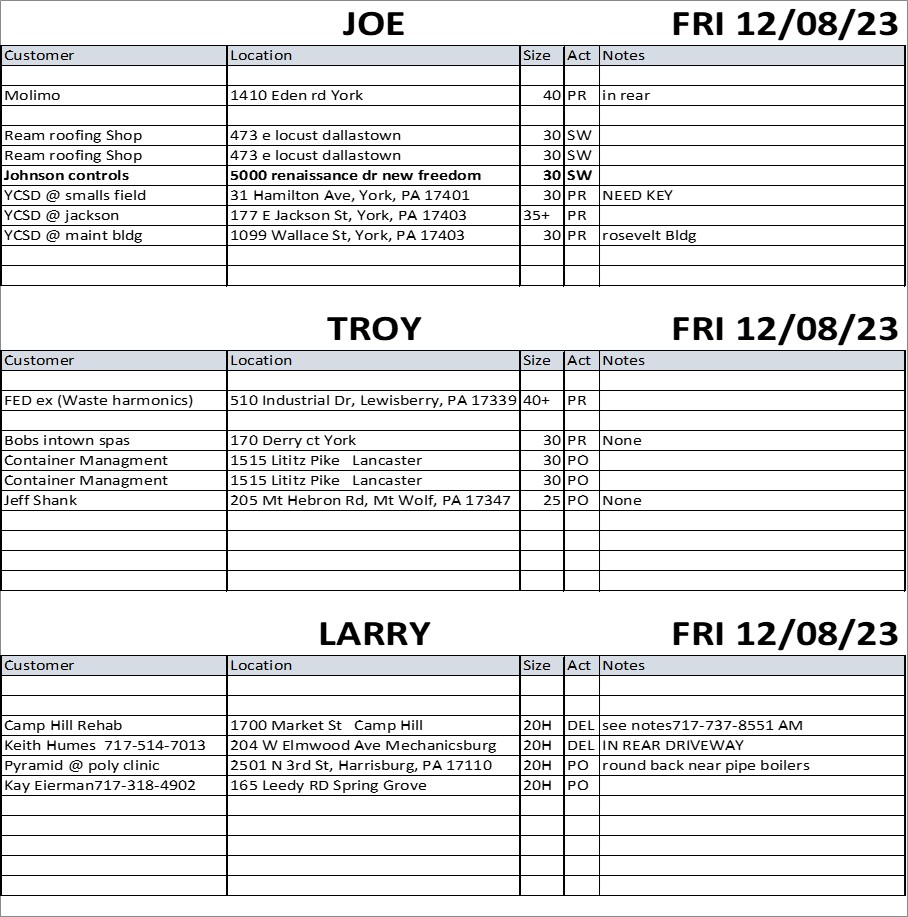 JOE FRI 12/08/23
Customer Location Size Act Notes
Molimo 1410 Eden rd York 40 PR in rear
Ream roofing Shop 473 e locust dallastown 30 SW
Ream roofing Shop 473 e locust dallastown 30 SW
Johnson controls 5000 renaissance dr new freedom 30 SW
YCSD @ smalls field 31 Hamilton Ave, York, PA 17401 30 PR NEED KEY
YCSD @ jackson 177 E Jackson St, York, PA 17403 35+ PR
YCSD @ maint bldg 1099 Wallace St, York, PA 17403 30 PR rosevelt Bldg
TROY FRI 12/08/23
Customer Location Size Act Notes
FED ex (Waste harmonics) 510 Industrial Dr, Lewisberry, PA 17339 40+ PR
Bobs intown spas 170 Derry ct York 30 PR None
Container Managment 1515 Lititz Pike Lancaster 30 PO
Container Managment 1515 Lititz Pike Lancaster 30 PO
Jeff Shank 205 Mt Hebron Rd, Mt Wolf, PA 17347 25 PO None
LARRY FRI 12/08/23
Customer Location Size Act Notes
Camp Hill Rehab 1700 Market St Camp Hill 20H DEL see notes717-737-8551 AM
Keith Humes 717-514-7013 204 W Elmwood Ave Mechanicsburg 20H DEL IN REAR DRIVEWAY
Pyramid @ poly clinic 2501 N 3rd St, Harrisburg, PA 17110 20H PO round back near pipe boilers
Kay Eierman717-318-4902 165 Leedy RD Spring Grove 20H PO